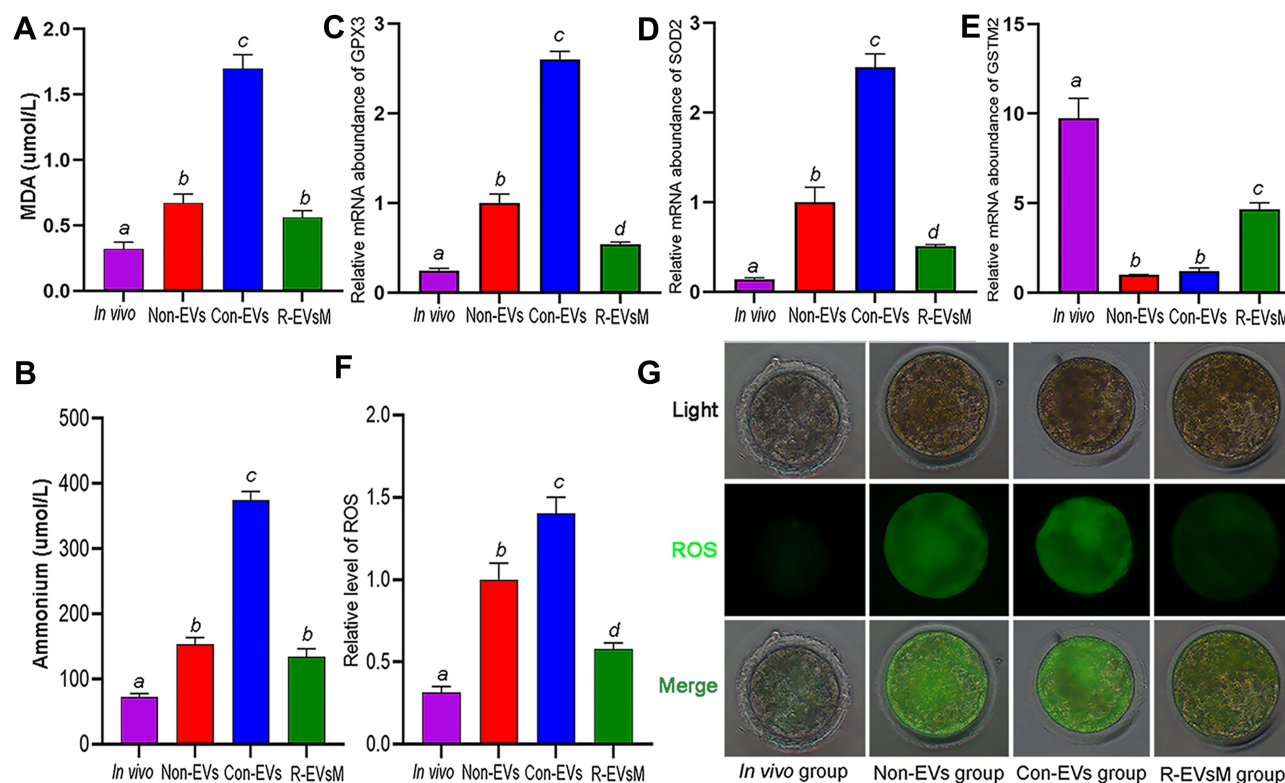 A
MDA (umol/L)
2.0
1.5
1.0
0.5
0.0
a
b
c
b
In vivo Non-EVs Con-EVs R-EVsM
C
Relative mRNA aboundance of GPX3
3
2
1
0
a
b
c
d
In vivo Non-EVs Con-EVs R-EVsM
D
Relative mRNA aboundance of SOD2
3
2
1
0
a
b
c
d
In vivo Non-EVs Con-EVs R-EVsM
E
Relative mRNA aboundance of GSTM2
15
10
5
0
a
b
b
c
In vivo Non-EVs Con-EVs R-EVsM
B
Ammonium (umol/L)
500
400
300
200
100
0
a
b
c
b
In vivo Non-EVs Con-EVs R-EVsM
F
Relative level of ROS
2.0
1.5
1.0
0.5
0.0
a
b
c
d
In vivo Non-EVs Con-EVs R-EVsM
G
Light
ROS
Merge
In vivo group Non-EVs group Con-EVs group R-EVsM group